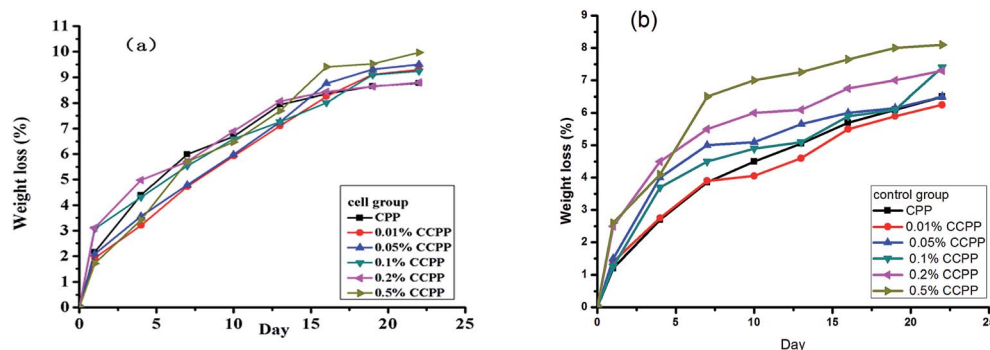 (a)
Weight loss (%)
11
10
9
8
7
6
5
4
3
2
1
0
0
5
10
15
20
25
Day
cell group
CPP
0.01% CCPP
0.05% CCPP
0.1% CCPP
0.2% CCPP
0.5% CCPP
(b)
Weight loss (%)
9
8
7
6
5
4
3
2
1
0
0
5
10
15
20
25
Day
control group
CPP
0.01% CCPP
0.05% CCPP
0.1% CCPP
0.2% CCPP
0.5% CCPP